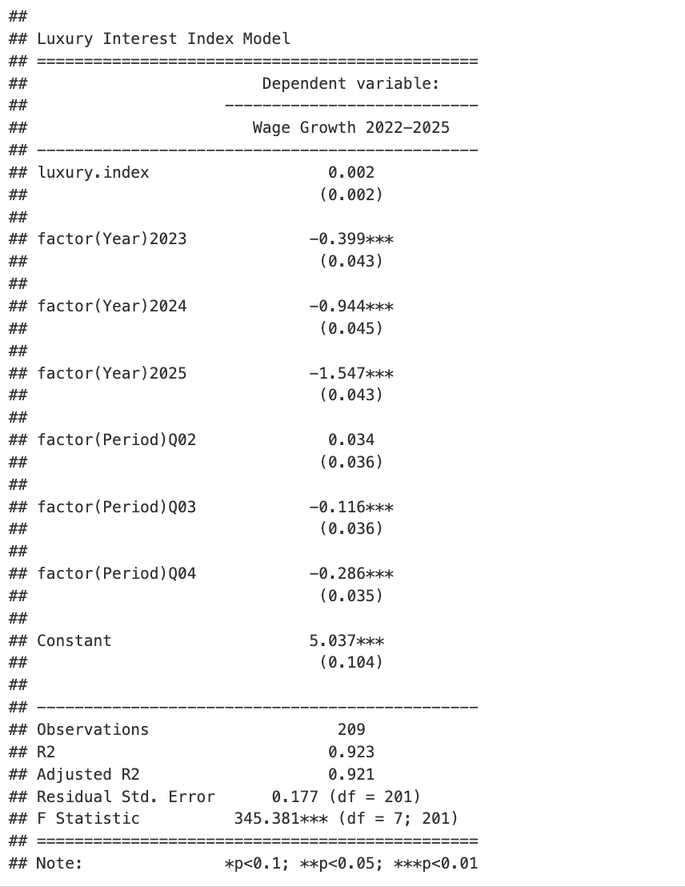 ##
## Luxury Interest Index Model
## ===============================================
##                         Dependent variable:
##                     ---------------------------
##                        Wage Growth 2022-2025
## -----------------------------------------------
## luxury.index                   0.002
##                               (0.002)
##
## factor(Year)2023             -0.399***
##                               (0.043)
##
## factor(Year)2024             -0.944***
##                               (0.045)
##
## factor(Year)2025             -1.547***
##                               (0.043)
##
## factor(Period)Q02              0.034
##                               (0.036)
##
## factor(Period)Q03            -0.116***
##                               (0.036)
##
## factor(Period)Q04            -0.286***
##                               (0.035)
##
## Constant                     5.037***
##                               (0.104)
##
## -----------------------------------------------
## Observations                    209
## R2                             0.923
## Adjusted R2                    0.921
## Residual Std. Error      0.177 (df = 201)
## F Statistic          345.381*** (df = 7; 201)
## ===============================================
## Note:               *p<0.1; **p<0.05; ***p<0.01